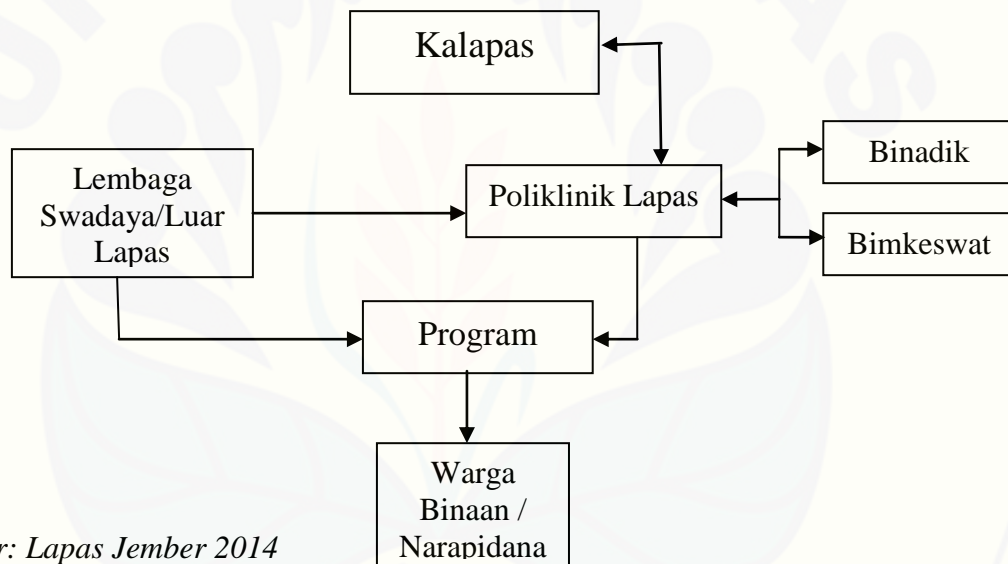 Kalapas
Binadik
Lembaga
Swadaya/Luar
Lapas
Poliklinik Lapas
Bimkeswat
Program
Warga
Binaan /
Narapidana
r: Lapas Jember 2014